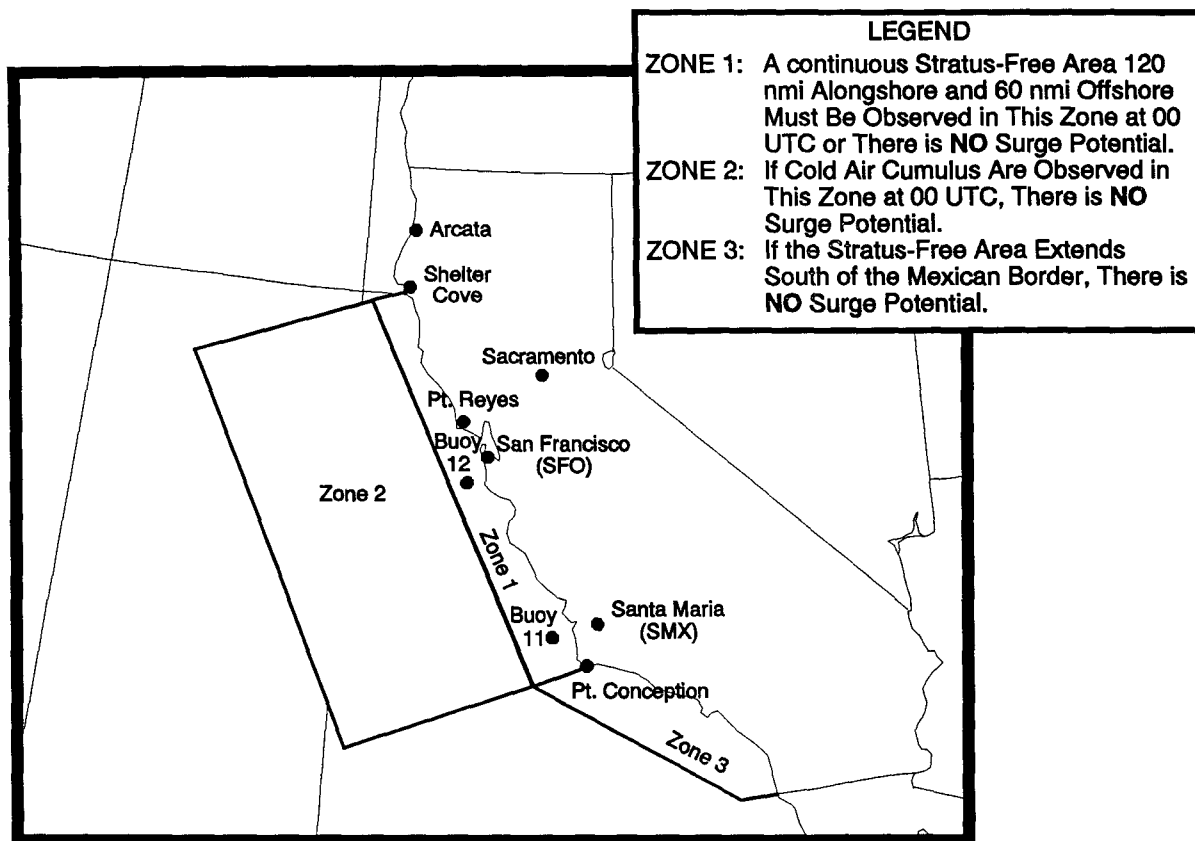 LEGEND
ZONE 1: A continuous Stratus-Free Area 120
nmi Alongshore and 60 nmi Offshore
Must Be Observed in This Zone at 00
UTC or There is NO Surge Potential.
ZONE 2: If Cold Air Cumulus Are Observed in
This Zone at 00 UTC, There is NO
Surge Potential.
ZONE 3: If the Stratus-Free Area Extends
South of the Mexican Border, There is
NO Surge Potential.
Arcata
Shelter
Cove
Sacramento
Pt. Reyes
Buoy
12
San Francisco
(SFO)
Zone 2
Zone 1
Buoy
11
Santa Maria
(SMX)
Pt. Conception
Zone 3